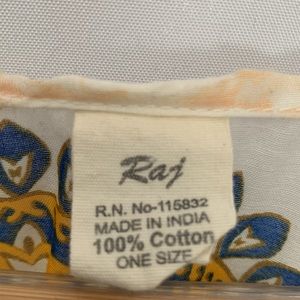 Raj
R.N. No-115832
MADE IN INDIA
100% Cotton
ONE SIZE